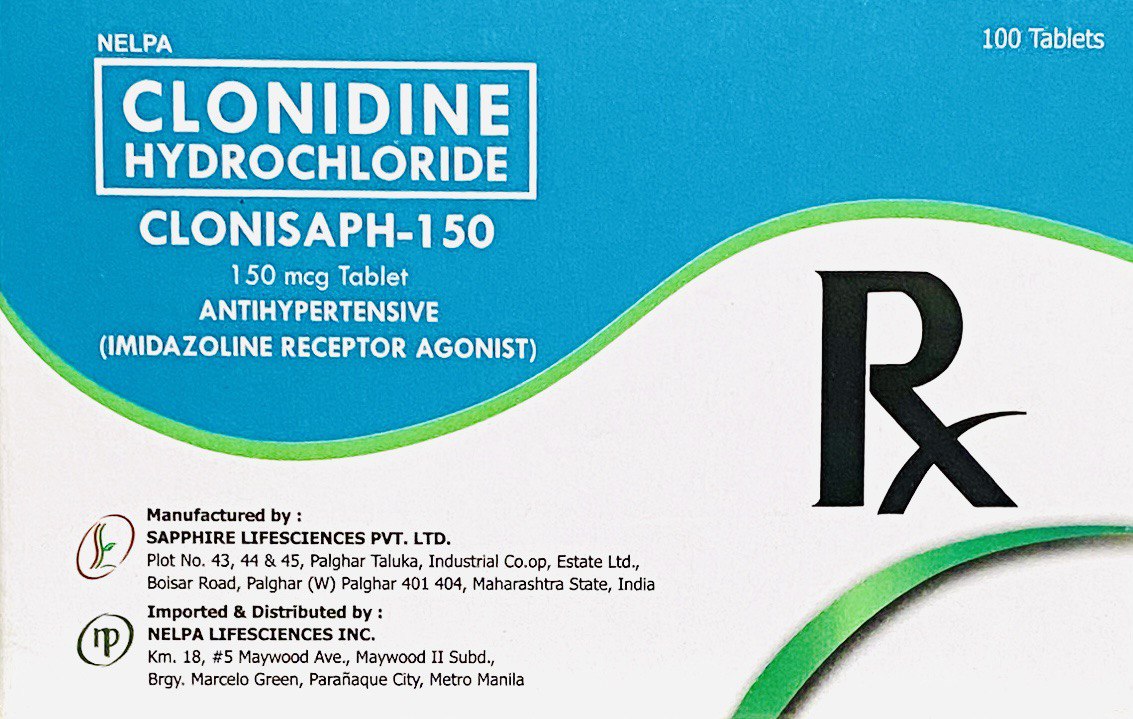 NELPA
100 Tablets
CLONIDINE
HYDROCHLORIDE
CLONISAPH-150
150 mcg Tablet
ANTIHYPERTENSIVE
(IMIDAZOLINE RECEPTOR AGONIST)
Rx
Manufactured by :
SAPPHIRE LIFESCIENCES PVT. LTD.
Plot No. 43, 44 & 45, Palghar Taluka, Industrial Co.op, Estate Ltd.,
Boisar Road, Palghar (W) Palghar 401 404, Maharashtra State, India
np
Imported & Distributed by :
NELPA LIFESCIENCES INC.
Km. 18, #5 Maywood Ave., Maywood II Subd.,
Brgy. Marcelo Green, Parañaque City, Metro Manila